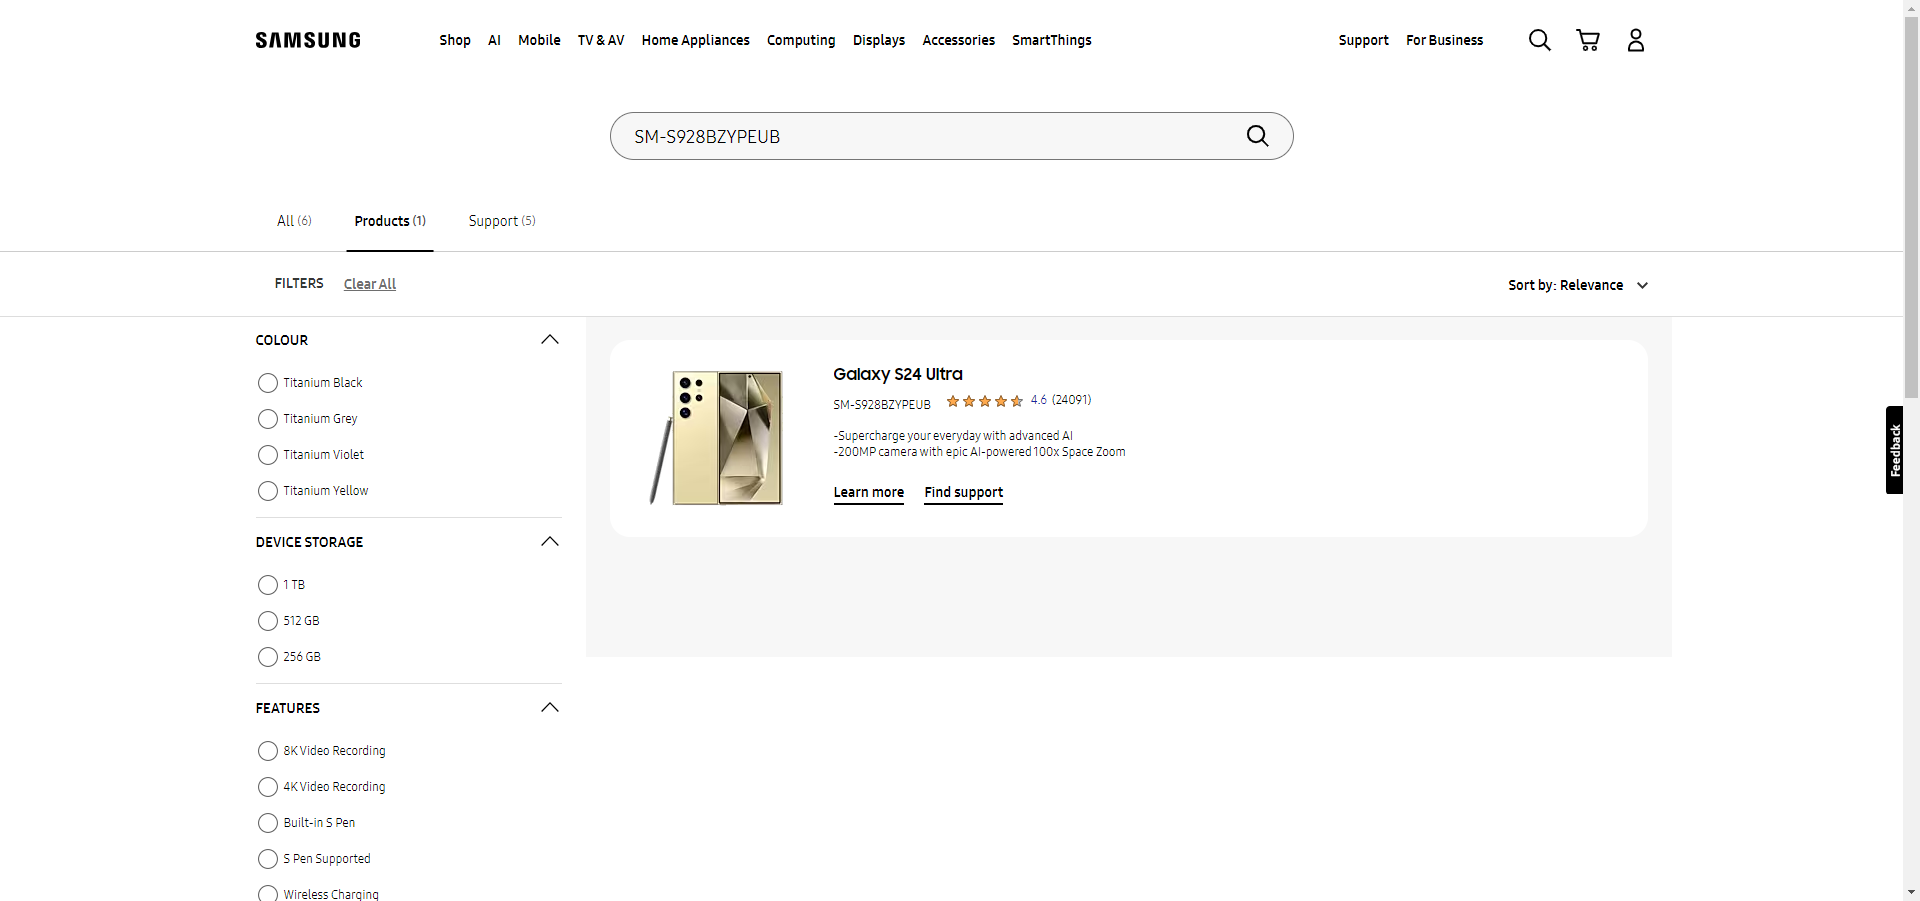 SAMSUNG
Shop AI Mobile TV & AV Home Appliances Computing Displays Accessories SmartThings Support For Business
SM-S928BZYPEUB
All (6) Products (1) Support (5)
FILTERS Clear All Sort by: Relevance
COLOUR
Titanium Black
Titanium Grey
Titanium Violet
Titanium Yellow
DEVICE STORAGE
1 TB
512 GB
256 GB
FEATURES
8K Video Recording
4K Video Recording
Built-in S Pen
S Pen Supported
Wireless Charging
Galaxy S24 Ultra
SM-S928BZYPEUB 4.6 (24091)
-Supercharge your everyday with advanced AI
-200MP camera with epic AI-powered 100x Space Zoom
Learn more Find support
Feedback